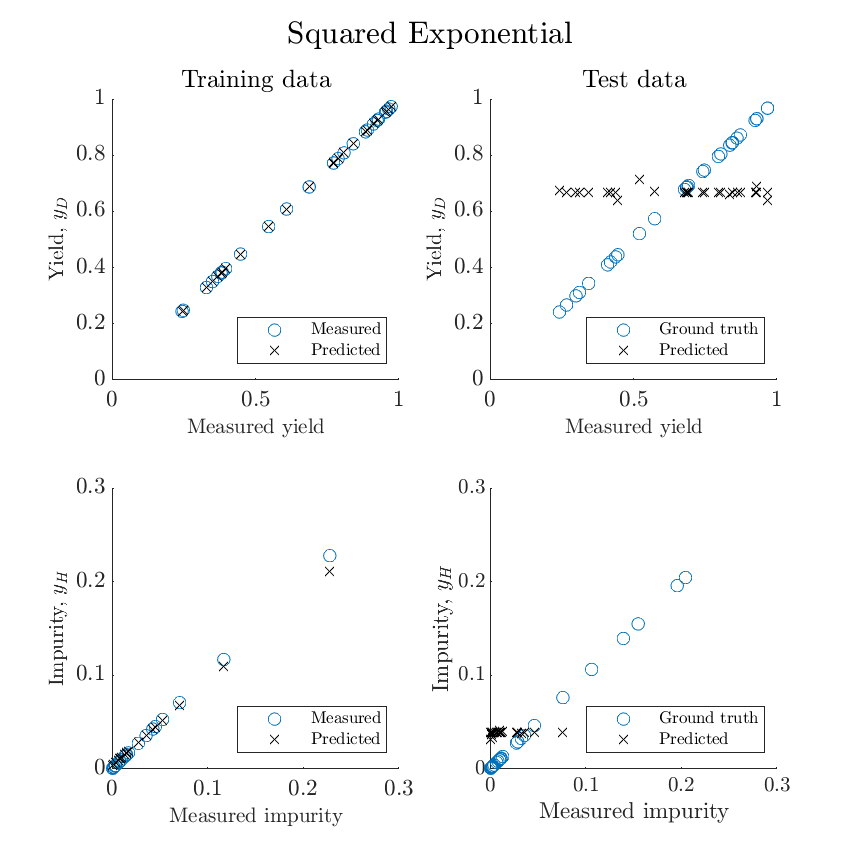 Squared Exponential
Training data
1
0.8
0.6
0.4
0.2
0
Yield, y_D
0
0.5
1
Measured yield
Measured
Predicted
Test data
1
0.8
0.6
0.4
0.2
0
Yield, y_D
0
0.5
1
Measured yield
Ground truth
Predicted
0.3
0.2
0.1
0
Impurity, y_H
0
0.1
0.2
0.3
Measured impurity
Measured
Predicted
0.3
0.2
0.1
0
Impurity, y_H
0
0.1
0.2
0.3
Measured impurity
Ground truth
Predicted